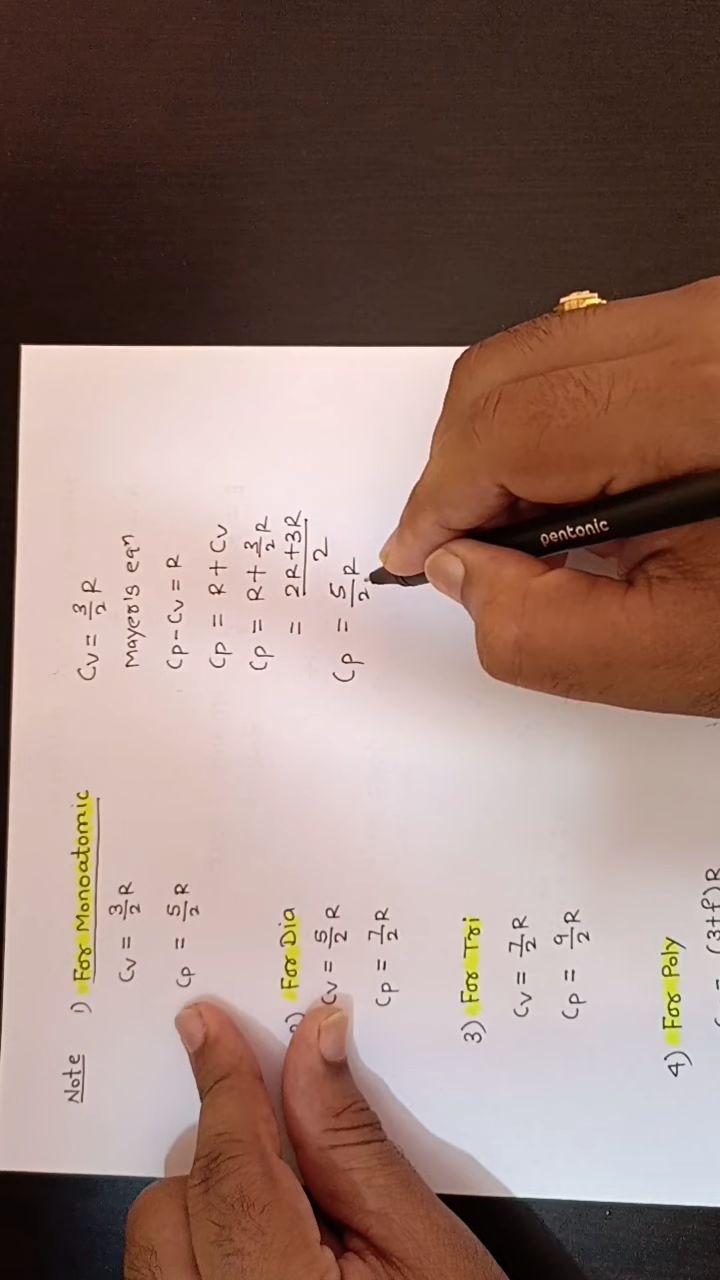 Note 1) For Monoatomic
Cv = 3/2 R
Cp = 5/2 R
2) For Dia
Cv = 5/2 R
Cp = 7/2 R
3) For Tri
Cv = 7/2 R
Cp = 9/2 R
4) For Poly
(3+f)R
Cv = 3/2 R
Mayer's eqn
Cp - Cv = R
Cp = R + Cv
Cp = R + 3/2 R
= 2R+3R/2
Cp = 5/2 R
pentonic